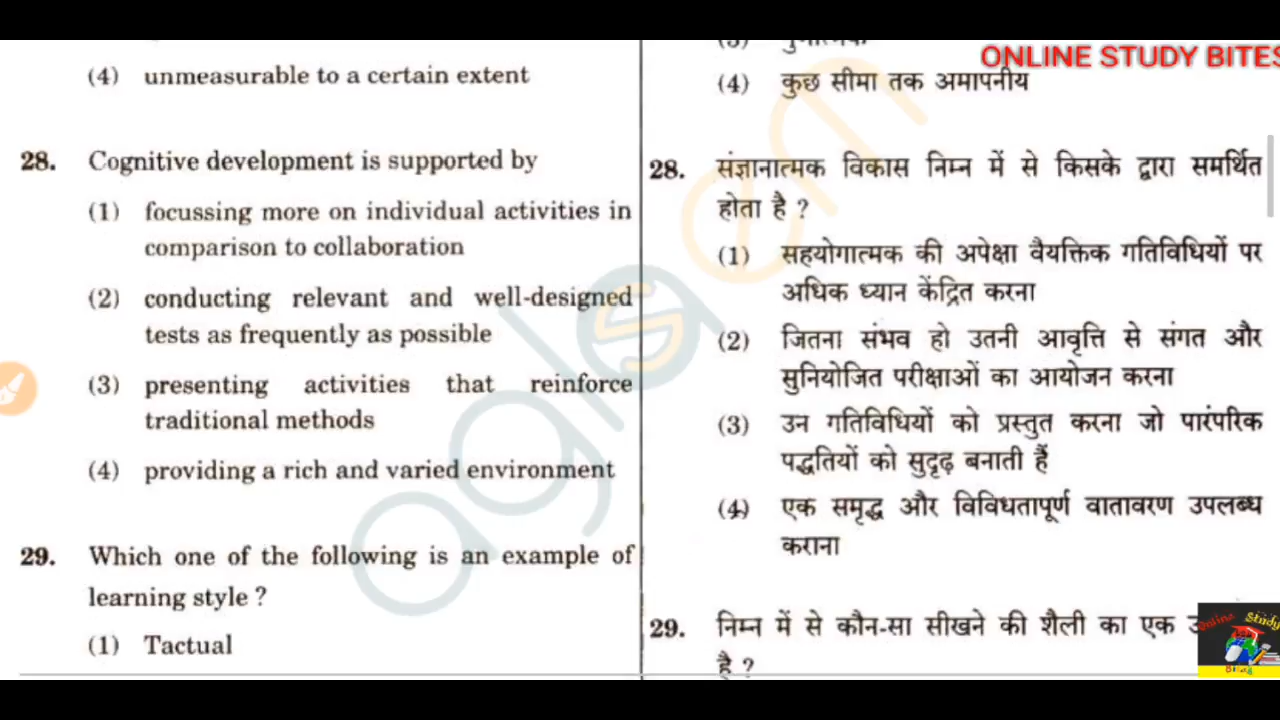 ONLINE STUDY BITES
(4) unmeasurable to a certain extent
28. Cognitive development is supported by
(1) focussing more on individual activities in
comparison to collaboration
(2) conducting relevant and well-designed
tests as frequently as possible
(3) presenting activities that reinforce
traditional methods
(4) providing a rich and varied environment
29. Which one of the following is an example of
learning style ?
(1) Tactual
(4) कुछ सीमा तक अमापनीय
28. संज्ञानात्मक विकास निम्न में से किसके द्वारा समर्थित
होता है ?
(1) सहयोगात्मक की अपेक्षा वैयक्तिक गतिविधियों पर
अधिक ध्यान केंद्रित करना
(2) जितना संभव हो उतनी आवृत्ति से संगत और
सुनियोजित परीक्षाओं का आयोजन करना
(3) उन गतिविधियों को प्रस्तुत करना जो पारंपरिक
पद्धतियों को सुदृढ़ बनाती हैं
(4) एक समृद्ध और विविधतापूर्ण वातावरण उपलब्ध
कराना
29. निम्न में से कौन-सा सीखने की शैली का एक
है ?
aglasem
Online Study
Bites